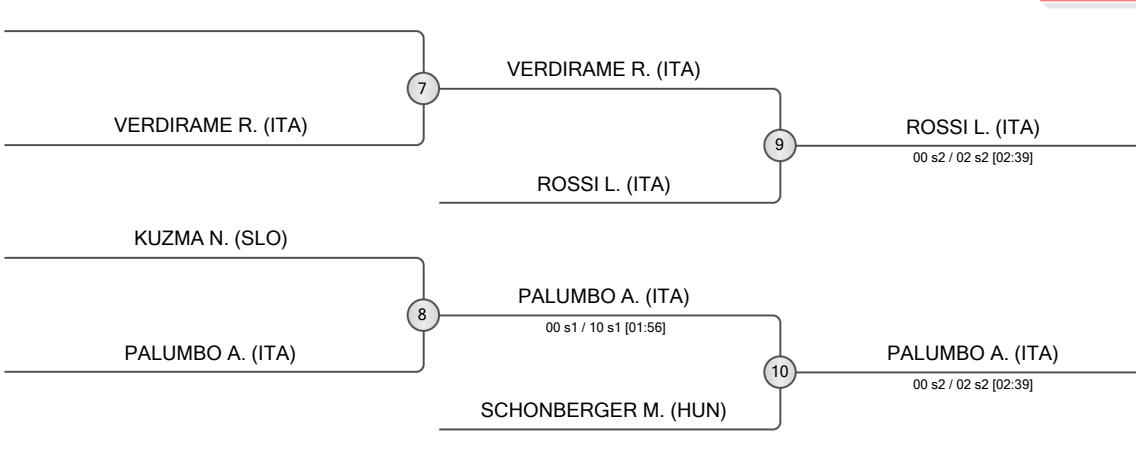 VERDIRAME R. (ITA)
7
VERDIRAME R. (ITA)
ROSSI L. (ITA)
9
ROSSI L. (ITA)
00 s2 / 02 s2 [02:39]
KUZMA N. (SLO)
PALUMBO A. (ITA)
8
PALUMBO A. (ITA)
00 s1 / 10 s1 [01:56]
SCHONBERGER M. (HUN)
10
PALUMBO A. (ITA)
00 s2 / 02 s2 [02:39]